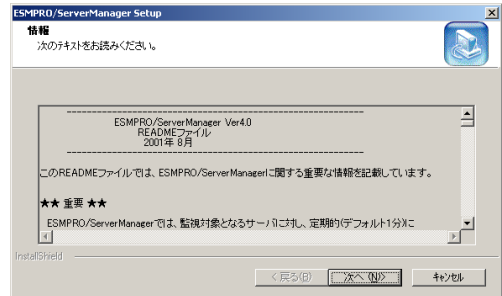 ESMPRO/ServerManager Setup
情報
次のテキストをお読みください。
------------------------------------------------------------
ESMPRO/ServerManager Ver4.0
READMEファイル
2001年 8月
------------------------------------------------------------
このREADMEファイルでは、ESMPRO/ServerManagerに関する重要な情報を記載しています。
★★ 重要 ★★
ESMPRO/ServerManagerでは、監視対象となるサーバに対し、定期的(デフォルト1分)に
InstallShield
< 戻る(B)
次へ (N)>
キャンセル